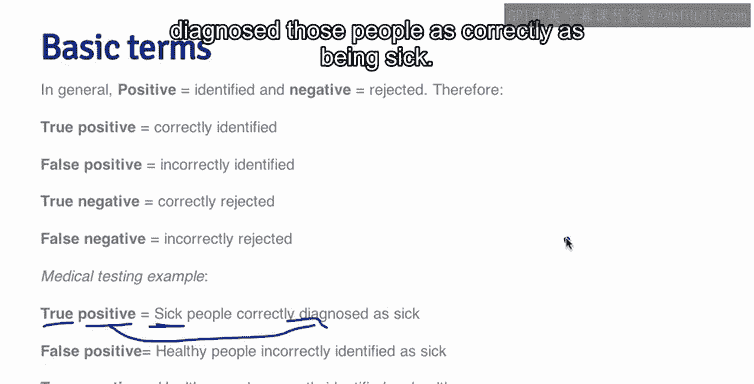 diagnosed those people as correctly as
being sick.
Basic terms
In general, Positive = identified and negative = rejected. Therefore:
True positive = correctly identified
False positive = incorrectly identified
True negative = correctly rejected
False negative = incorrectly rejected
Medical testing example:
True positive = Sick people correctly diagnosed as sick
False positive= Healthy people incorrectly identified as sick